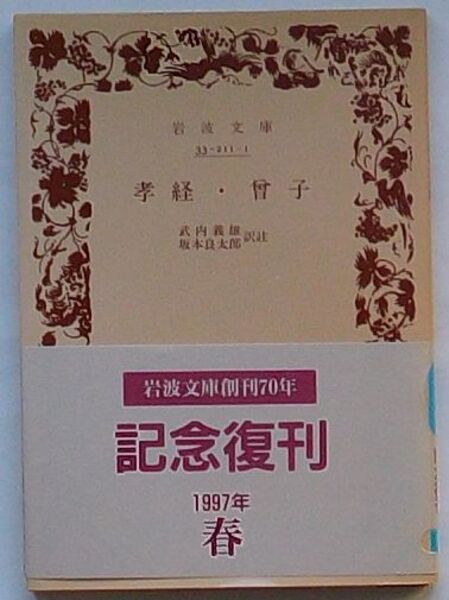 岩波文庫
33-211-1
孝経・曾子
武内義雄
坂本良太郎 訳註
岩波文庫創刊70年
記念復刊
1997年
春